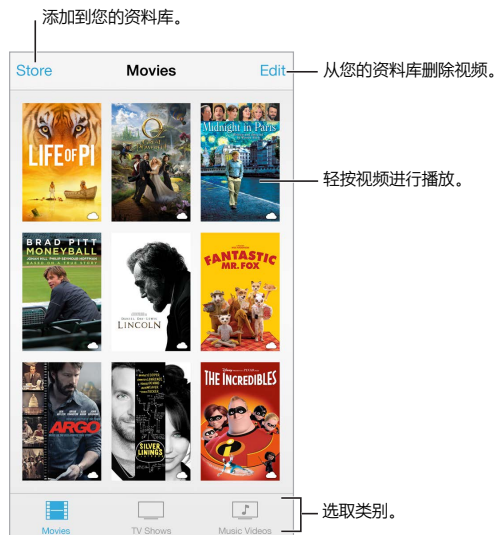 添加到您的资料库。
Store
Movies
Edit
从您的资料库删除视频。
LIFE OF PI
Midnight in Paris
轻按视频进行播放。
BRAD PITT
MONEYBALL
LINCOLN
FANTASTIC
MR. FOX
ARGO
SILVER
LININGS
THE INCREDIBLES
选取类别。
Movies
TV Shows
Music Videos